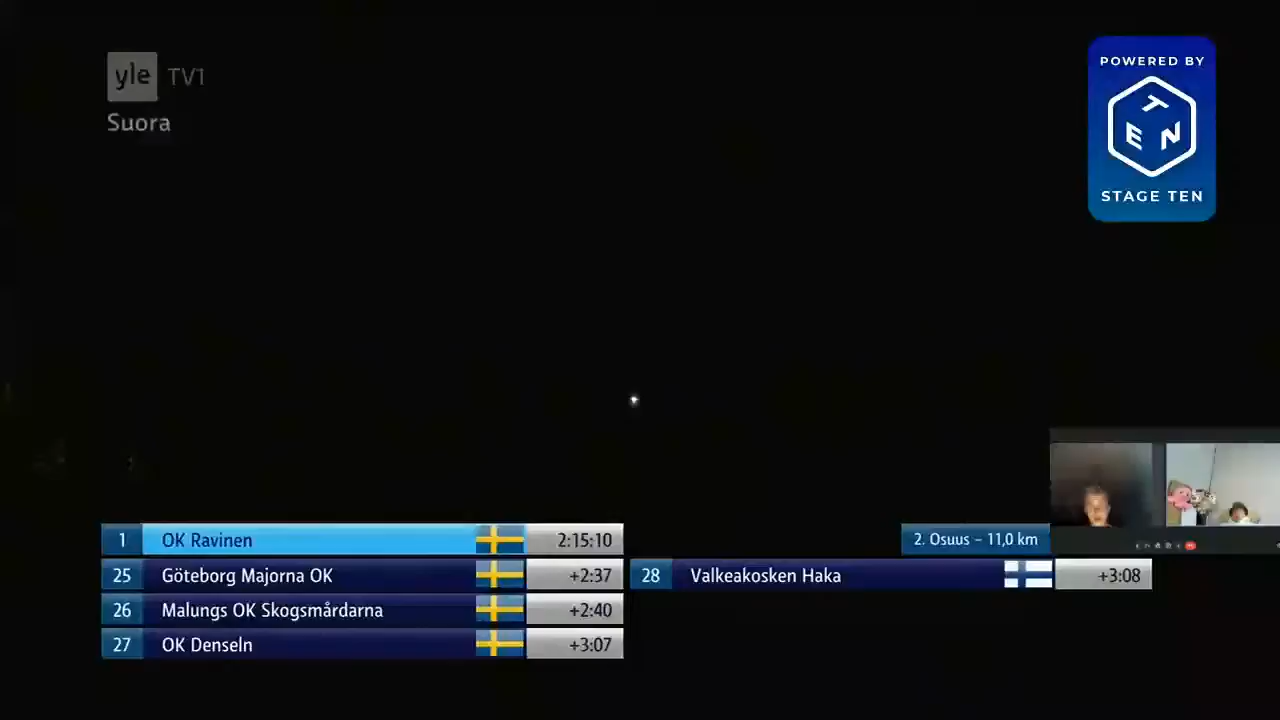 yle TV1
Suora
POWERED BY
TEN
STAGE TEN
1 OK Ravinen 2:15:10
2. Osuus – 11,0 km
25 Göteborg Majorna OK +2:37
28 Valkeakosken Haka +3:08
26 Malungs OK Skogsmårdarna +2:40
27 OK Denseln +3:07